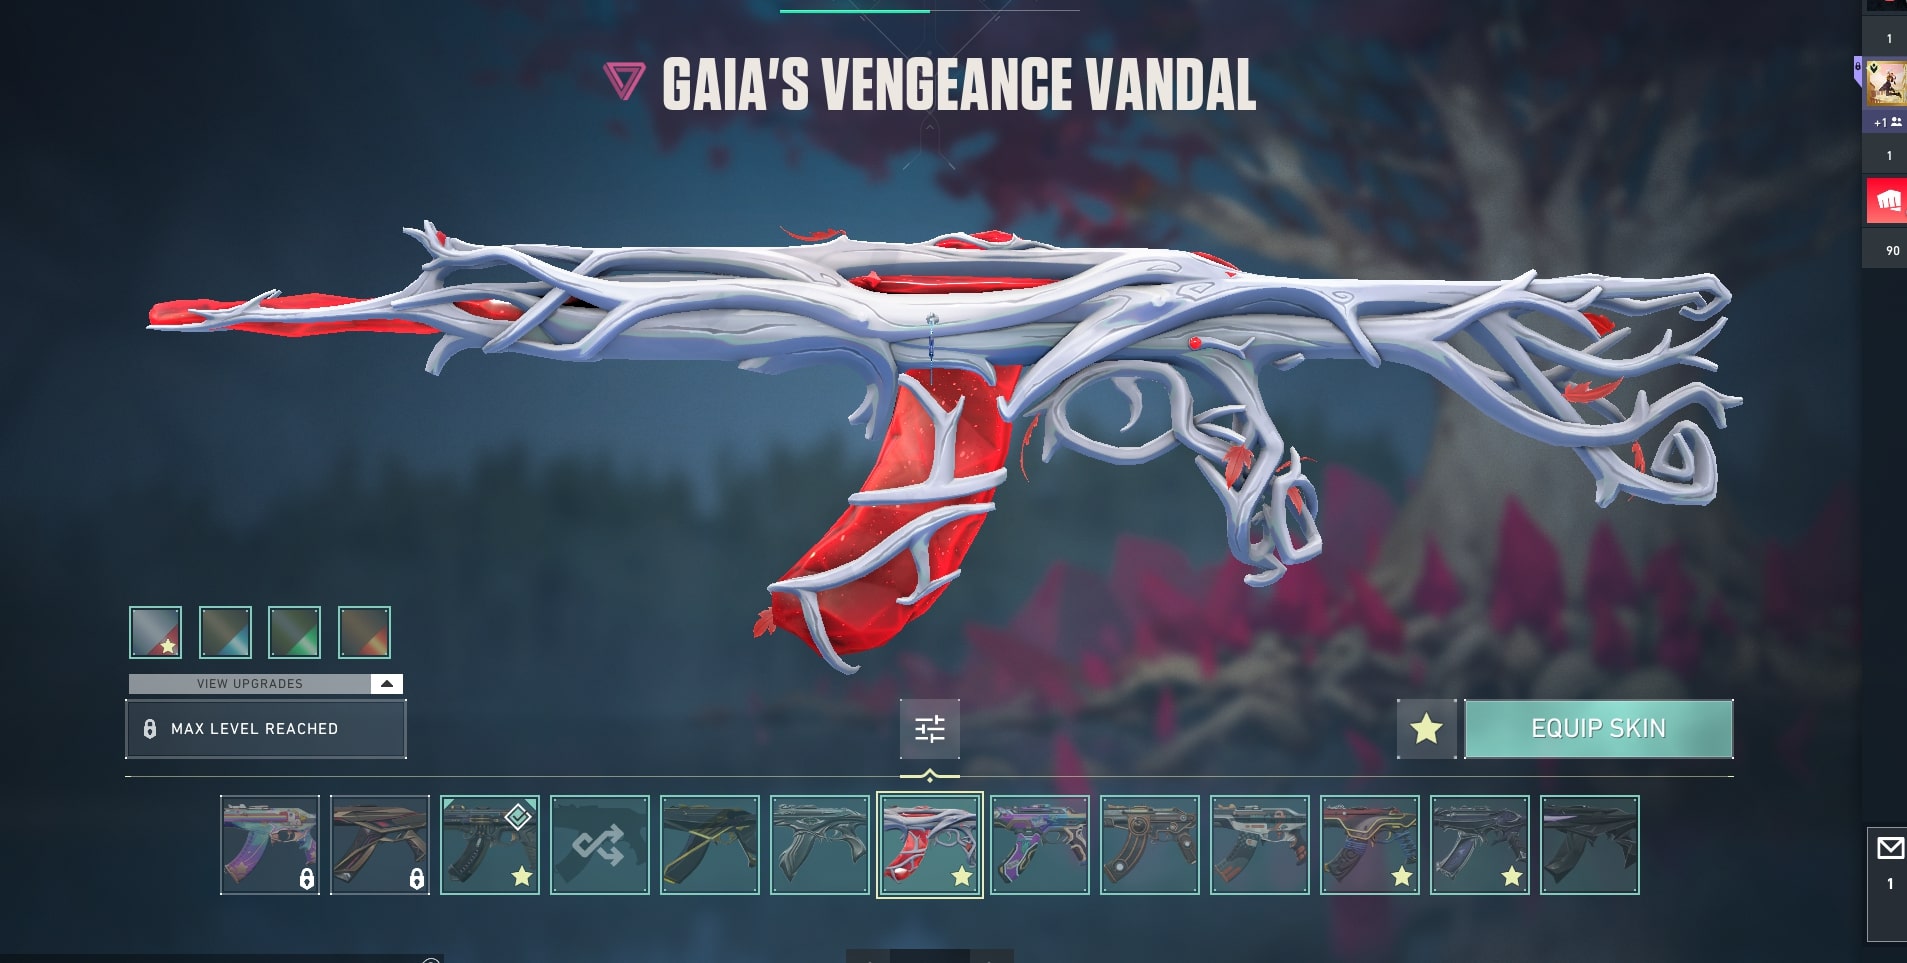 1
GAIA'S VENGEANCE VANDAL
+1
1
90
VIEW UPGRADES
MAX LEVEL REACHED
EQUIP SKIN
1